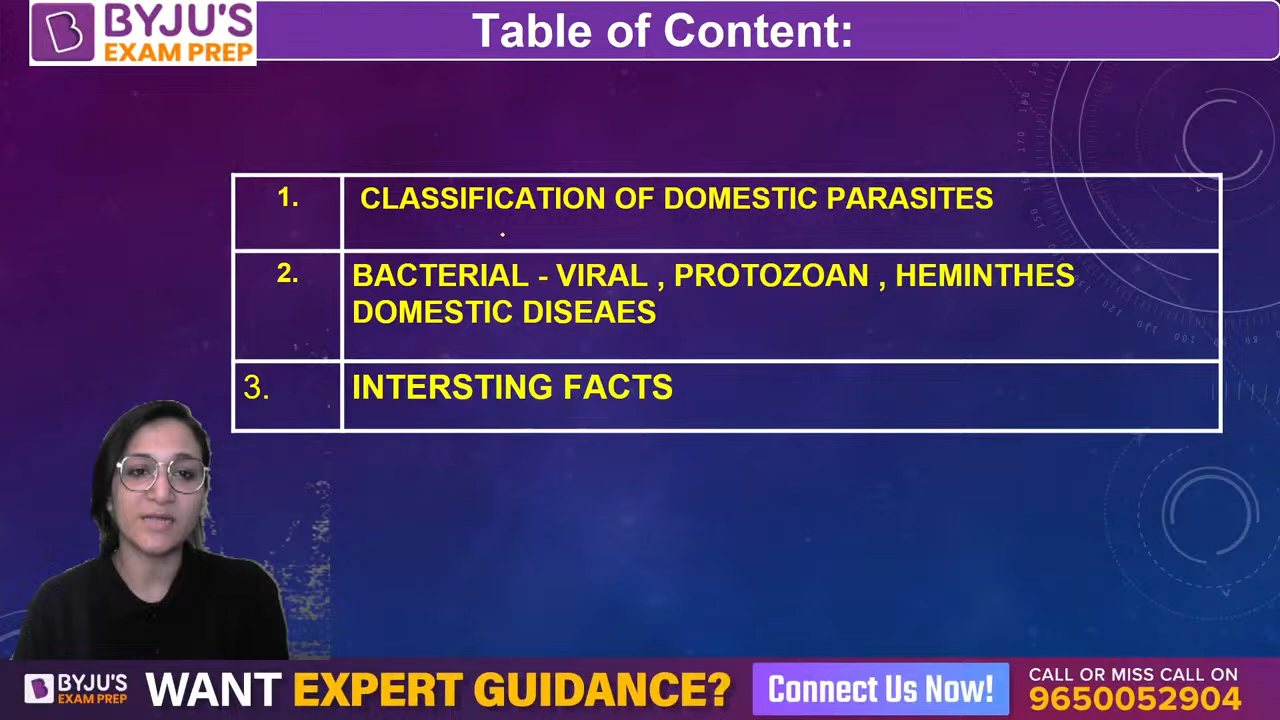 BYJU'S
EXAM PREP
Table of Content:
1. CLASSIFICATION OF DOMESTIC PARASITES
2. BACTERIAL - VIRAL , PROTOZOAN , HEMINTHES
DOMESTIC DISEAES
3. INTERSTING FACTS
BYJU'S
EXAM PREP
WANT EXPERT GUIDANCE?
Connect Us Now!
CALL OR MISS CALL ON
9650052904